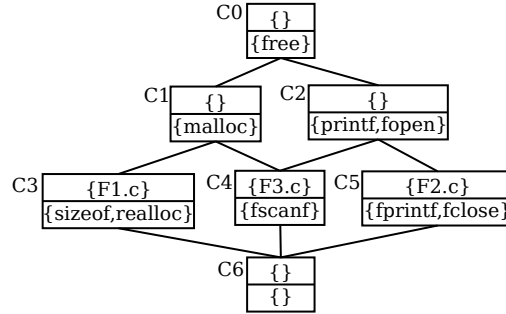 C0
{}
{free}
C1
{}
{malloc}
C2
{}
{printf,fopen}
C3
{F1.c}
{sizeof,realloc}
C4
{F3.c}
{fscanf}
C5
{F2.c}
{fprintf,fclose}
C6
{}
{}